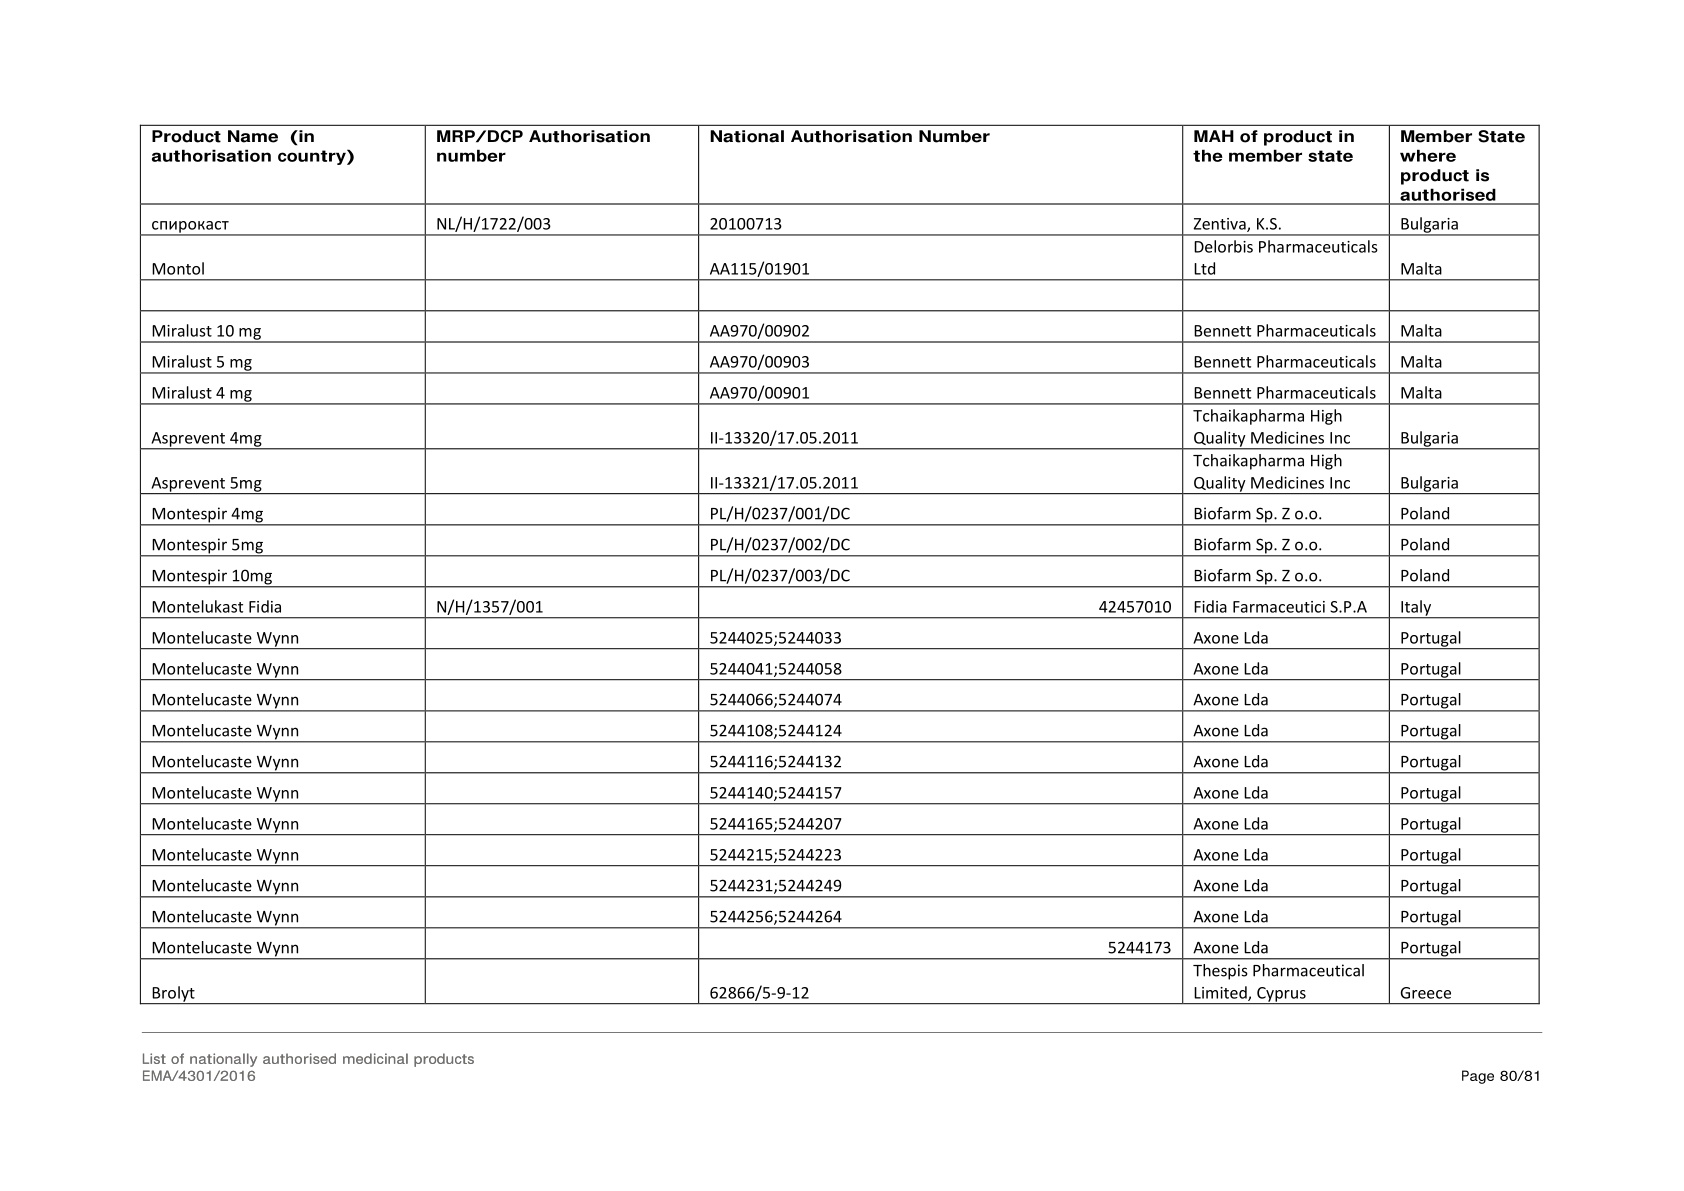 Product Name (in authorisation country) MRP/DCP Authorisation number National Authorisation Number MAH of product in the member state Member State where product is authorised
спирокаст NL/H/1722/003 20100713 Zentiva, K.S. Bulgaria
Montol AA115/01901 Delorbis Pharmaceuticals Ltd Malta
Miralust 10 mg AA970/00902 Bennett Pharmaceuticals Malta
Miralust 5 mg AA970/00903 Bennett Pharmaceuticals Malta
Miralust 4 mg AA970/00901 Bennett Pharmaceuticals Malta
Asprevent 4mg II-13320/17.05.2011 Tchaikapharma High Quality Medicines Inc Bulgaria
Asprevent 5mg II-13321/17.05.2011 Tchaikapharma High Quality Medicines Inc Bulgaria
Montespir 4mg PL/H/0237/001/DC Biofarm Sp. Z o.o. Poland
Montespir 5mg PL/H/0237/002/DC Biofarm Sp. Z o.o. Poland
Montespir 10mg PL/H/0237/003/DC Biofarm Sp. Z o.o. Poland
Montelukast Fidia N/H/1357/001 42457010 Fidia Farmaceutici S.P.A Italy
Montelucaste Wynn 5244025;5244033 Axone Lda Portugal
Montelucaste Wynn 5244041;5244058 Axone Lda Portugal
Montelucaste Wynn 5244066;5244074 Axone Lda Portugal
Montelucaste Wynn 5244108;5244124 Axone Lda Portugal
Montelucaste Wynn 5244116;5244132 Axone Lda Portugal
Montelucaste Wynn 5244140;5244157 Axone Lda Portugal
Montelucaste Wynn 5244165;5244207 Axone Lda Portugal
Montelucaste Wynn 5244215;5244223 Axone Lda Portugal
Montelucaste Wynn 5244231;5244249 Axone Lda Portugal
Montelucaste Wynn 5244256;5244264 Axone Lda Portugal
Montelucaste Wynn 5244173 Axone Lda Portugal
Brolyt 62866/5-9-12 Thespis Pharmaceutical Limited, Cyprus Greece
List of nationally authorised medicinal products
EMA/4301/2016 Page 80/81